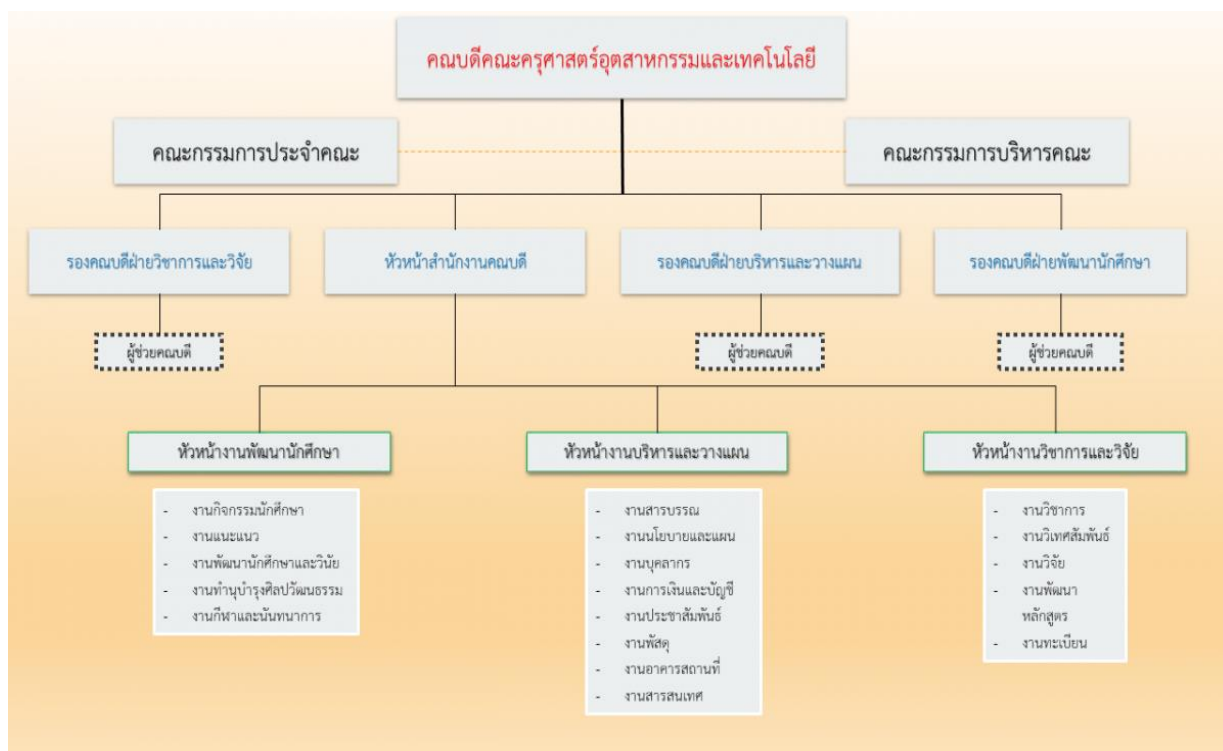 คณบดีคณะครุศาสตร์อุตสาหกรรมและเทคโนโลยี
คณะกรรมการประจำคณะ
คณะกรรมการบริหารคณะ
รองคณบดีฝ่ายวิชาการและวิจัย
หัวหน้าสำนักงานคณบดี
รองคณบดีฝ่ายบริหารและวางแผน
รองคณบดีฝ่ายพัฒนานักศึกษา
ผู้ช่วยคณบดี
ผู้ช่วยคณบดี
ผู้ช่วยคณบดี
หัวหน้างานพัฒนานักศึกษา
หัวหน้างานบริหารและวางแผน
หัวหน้างานวิชาการและวิจัย
- งานกิจกรรมนักศึกษา
- งานแนะแนว
- งานพัฒนานักศึกษาและวินัย
- งานทำนุบำรุงศิลปวัฒนธรรม
- งานกีฬาและนันทนาการ
- งานสารบรรณ
- งานนโยบายและแผน
- งานบุคลากร
- งานการเงินและบัญชี
- งานประชาสัมพันธ์
- งานพัสดุ
- งานอาคารสถานที่
- งานสารสนเทศ
- งานวิชาการ
- งานวิเทศสัมพันธ์
- งานวิจัย
- งานพัฒนา
หลักสูตร
- งานทะเบียน